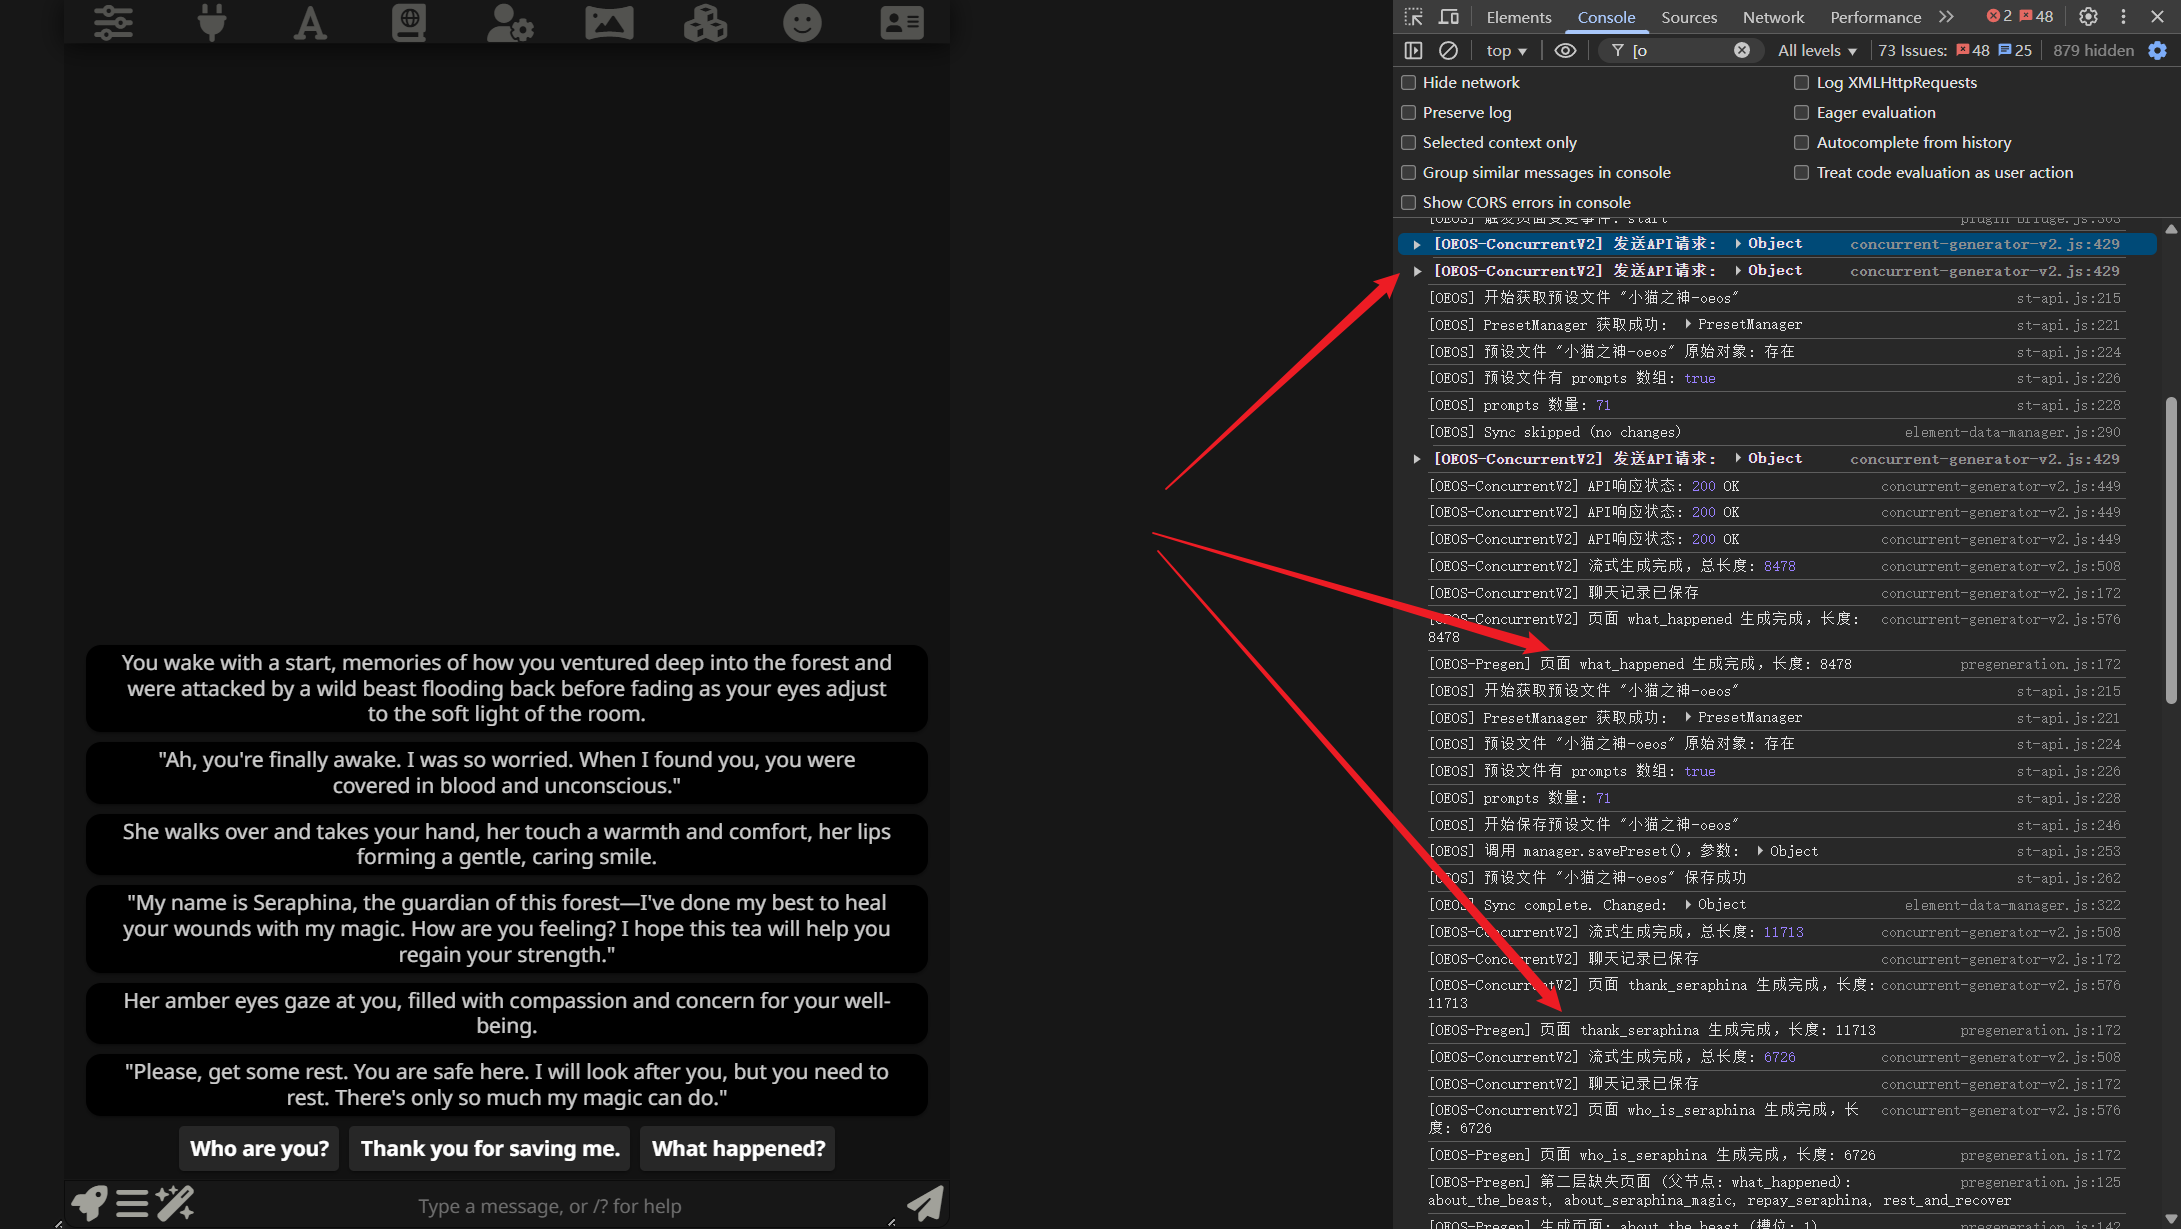 Elements
Console
Sources
Network
Performance
2
48
top
[o
All levels
73 Issues:
48
25
879 hidden
Hide network
Log XMLHttpRequests
Preserve log
Eager evaluation
Selected context only
Autocomplete from history
Group similar messages in console
Treat code evaluation as user action
Show CORS errors in console
[OEOS] 触发页面变更事件: start plugin-bridge.js:303
[OEOS-ConcurrentV2] 发送API请求: Object concurrent-generator-v2.js:429
[OEOS-ConcurrentV2] 发送API请求: Object concurrent-generator-v2.js:429
[OEOS] 开始获取预设文件 "小猫之神-oeos" st-api.js:215
[OEOS] PresetManager 获取成功: PresetManager st-api.js:221
[OEOS] 预设文件 "小猫之神-oeos" 原始对象: 存在 st-api.js:224
[OEOS] 预设文件有 prompts 数组: true st-api.js:226
[OEOS] prompts 数量: 71 st-api.js:228
[OEOS] Sync skipped (no changes) element-data-manager.js:290
[OEOS-ConcurrentV2] 发送API请求: Object concurrent-generator-v2.js:429
[OEOS-ConcurrentV2] API响应状态: 200 OK concurrent-generator-v2.js:449
[OEOS-ConcurrentV2] API响应状态: 200 OK concurrent-generator-v2.js:449
[OEOS-ConcurrentV2] API响应状态: 200 OK concurrent-generator-v2.js:449
[OEOS-ConcurrentV2] 流式生成完成，总长度: 8478 concurrent-generator-v2.js:508
[OEOS-ConcurrentV2] 聊天记录已保存 concurrent-generator-v2.js:172
[OEOS-ConcurrentV2] 页面 what_happened 生成完成，长度: concurrent-generator-v2.js:576
8478
[OEOS-Pregen] 页面 what_happened 生成完成，长度: 8478 pregeneration.js:172
[OEOS] 开始获取预设文件 "小猫之神-oeos" st-api.js:215
[OEOS] PresetManager 获取成功: PresetManager st-api.js:221
[OEOS] 预设文件 "小猫之神-oeos" 原始对象: 存在 st-api.js:224
[OEOS] 预设文件有 prompts 数组: true st-api.js:226
[OEOS] prompts 数量: 71 st-api.js:228
[OEOS] 开始保存预设文件 "小猫之神-oeos" st-api.js:246
[OEOS] 调用 manager.savePreset()，参数: Object st-api.js:253
[OEOS] 预设文件 "小猫之神-oeos" 保存成功 st-api.js:262
[OEOS] Sync complete. Changed: Object element-data-manager.js:322
[OEOS-ConcurrentV2] 流式生成完成，总长度: 11713 concurrent-generator-v2.js:508
[OEOS-ConcurrentV2] 聊天记录已保存 concurrent-generator-v2.js:172
[OEOS-ConcurrentV2] 页面 thank_seraphina 生成完成，长度: concurrent-generator-v2.js:576
11713
[OEOS-Pregen] 页面 thank_seraphina 生成完成，长度: 11713 pregeneration.js:172
[OEOS-ConcurrentV2] 流式生成完成，总长度: 6726 concurrent-generator-v2.js:508
[OEOS-ConcurrentV2] 聊天记录已保存 concurrent-generator-v2.js:172
[OEOS-ConcurrentV2] 页面 who_is_seraphina 生成完成，长 concurrent-generator-v2.js:576
度: 6726
[OEOS-Pregen] 页面 who_is_seraphina 生成完成，长度: 6726 pregeneration.js:172
[OEOS-Pregen] 第二层缺失页面 (父节点: what_happened): pregeneration.js:125
about_the_beast, about_seraphina_magic, repay_seraphina, rest_and_recover
[OEOS-Pregen] 生成页面: about_the_beast (槽位: 1) pregeneration.js:142
You wake with a start, memories of how you ventured deep into the forest and
were attacked by a wild beast flooding back before fading as your eyes adjust
to the soft light of the room.
"Ah, you're finally awake. I was so worried. When I found you, you were
covered in blood and unconscious."
She walks over and takes your hand, her touch a warmth and comfort, her lips
forming a gentle, caring smile.
"My name is Seraphina, the guardian of this forest—I've done my best to heal
your wounds with my magic. How are you feeling? I hope this tea will help you
regain your strength."
Her amber eyes gaze at you, filled with compassion and concern for your well-
being.
"Please, get some rest. You are safe here. I will look after you, but you need to
rest. There's only so much my magic can do."
Who are you?
Thank you for saving me.
What happened?
Type a message, or /? for help